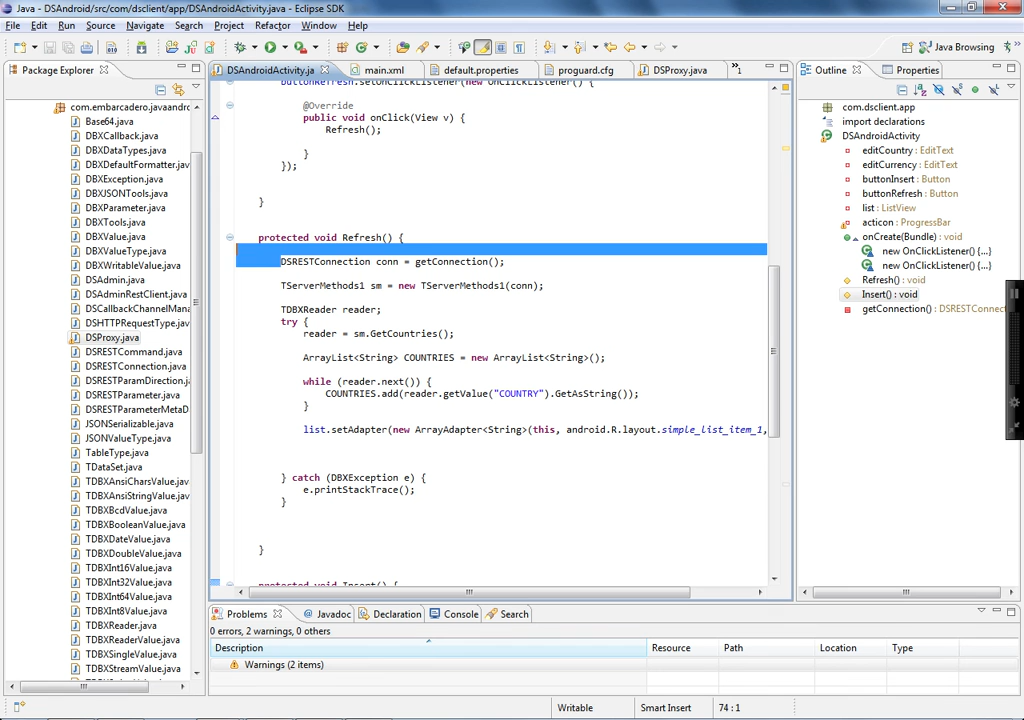 Java - DSAndroid/src/com/dsclient/app/DSAndroidActivity.java - Eclipse SDK
File Edit Run Source Navigate Search Project Refactor Window Help
Java Browsing
Package Explorer
com.embarcadero.javaandro
Base64.java
DBXCallback.java
DBXDataTypes.java
DBXDefaultFormatter.jav
DBXException.java
DBXJSONTools.java
DBXParameter.java
DBXTools.java
DBXValue.java
DBXValueType.java
DBXWritableValue.java
DSAdmin.java
DSAdminRestClient.java
DSCallbackChannelMana
DSHTTPRequestType.java
DSProxy.java
DSRESTCommand.java
DSRESTConnection.java
DSRESTParamDirection.ja
DSRESTParameter.java
DSRESTParameterMetaD
JSONSerializable.java
JSONValueType.java
TableType.java
TDataSet.java
TDBXAnsiCharsValue.jav
TDBXAnsiStringValue.jav
TDBXBcdValue.java
TDBXBooleanValue.java
TDBXDateValue.java
TDBXDoubleValue.java
TDBXInt16Value.java
TDBXInt32Value.java
TDBXInt64Value.java
TDBXInt8Value.java
TDBXReader.java
TDBXReaderValue.java
TDBXSingleValue.java
TDBXStreamValue.java
DSAndroidActivity.ja main.xml default.properties proguard.cfg DSProxy.java »1
buttonRefresh.setOnClickListener(new OnClickListener() {
@Override
public void onClick(View v) {
Refresh();
}
});
}
protected void Refresh() {
DSRESTConnection conn = getConnection();
TServerMethods1 sm = new TServerMethods1(conn);
TDBXReader reader;
try {
reader = sm.GetCountries();
ArrayList<String> COUNTRIES = new ArrayList<String>();
while (reader.next()) {
COUNTRIES.add(reader.getValue("COUNTRY").GetAsString());
}
list.setAdapter(new ArrayAdapter<String>(this, android.R.layout.simple_list_item_1,
} catch (DBXException e) {
e.printStackTrace();
}
}
protected void Insert() {
Outline Properties
com.dsclient.app
import declarations
DSAndroidActivity
editCountry : EditText
editCurrency : EditText
buttonInsert : Button
buttonRefresh : Button
list : ListView
acticon : ProgressBar
onCreate(Bundle) : void
new OnClickListener() {...}
new OnClickListener() {...}
Refresh() : void
Insert() : void
getConnection() : DSRESTConnect
Problems Javadoc Declaration Console Search
0 errors, 2 warnings, 0 others
Description Resource Path Location Type
Warnings (2 items)
Writable Smart Insert 74 : 1